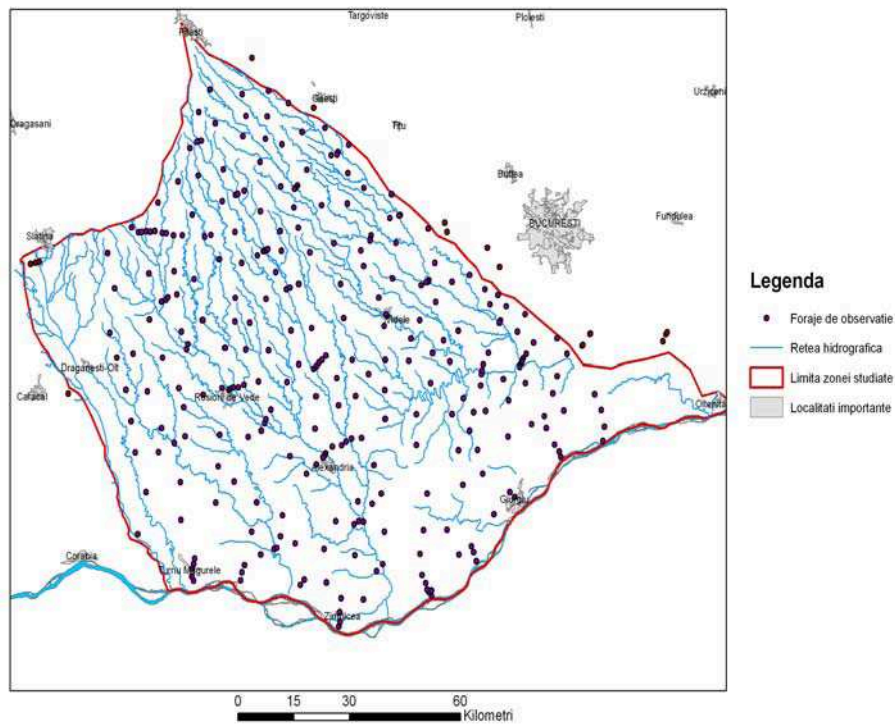 Targoviste
Ploiesti
Pitesti
Gaesti
Urziceni
Dragasani
Titu
Buftea
BUCURESTI
Fundulea
Slatina
Videle
Draganesti-Olt
Caracal
Rosiorii de Vede
Oltenita
Alexandria
Giurgiu
Corabia
Turnu Magurele
Zimnicea
Legenda
Foraje de observatie
Retea hidrografica
Limita zonei studiate
Localitati importante
0 15 30 60
Kilometri